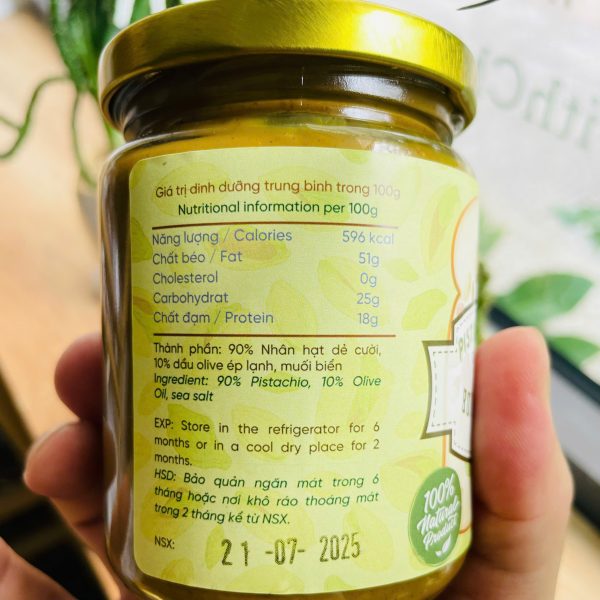 Giá trị dinh dưỡng trung bình trong 100g
Nutritional information per 100g
Năng lượng / Calories 596 kcal
Chất béo / Fat 51g
Cholesterol 0g
Carbohydrat 25g
Chất đạm / Protein 18g
Thành phần: 90% Nhân hạt dẻ cười,
10% dầu olive ép lạnh, muối biển
Ingredient: 90% Pistachio, 10% Olive
Oil, sea salt
EXP: Store in the refrigerator for 6
months or in a cool dry place for 2
months.
HSD: Bảo quản ngăn mát trong 6
tháng hoặc nơi khô ráo thoáng mát
trong 2 tháng kể từ NSX.
NSX: 21-07-2025
100%
Naturale
Product